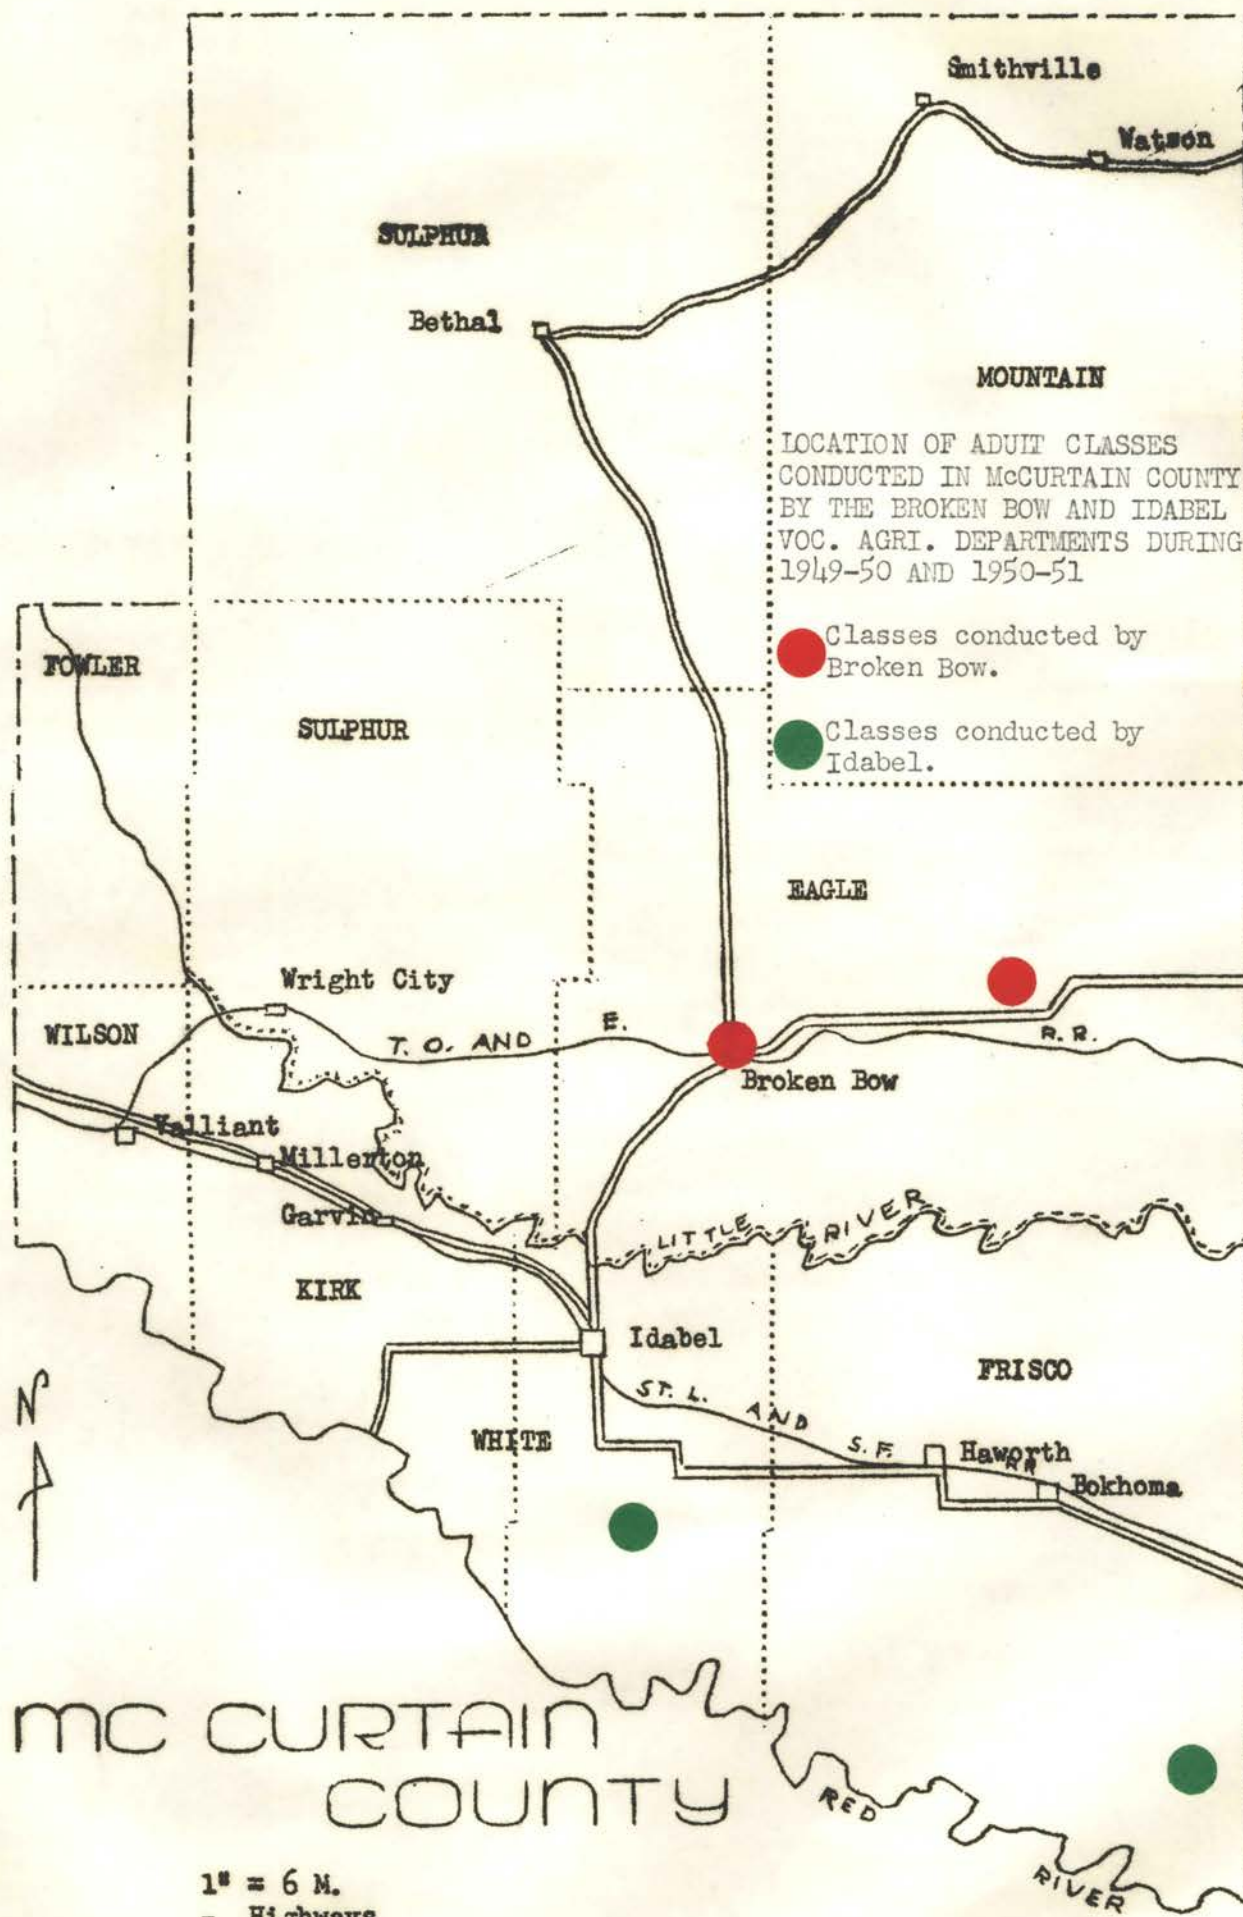 Smithville
Watson
SULPHUR
Bethal
MOUNTAIN
LOCATION OF ADULT CLASSES
CONDUCTED IN McCURTAIN COUNTY
BY THE BROKEN BOW AND IDABEL
VOC. AGRI. DEPARTMENTS DURING
1949-50 AND 1950-51
Classes conducted by
Broken Bow.
Classes conducted by
Idabel.
FOWLER
SULPHUR
EAGLE
Wright City
WILSON
T. O. AND E. R.R.
Broken Bow
Valliant
Millerton
Garvin
LITTLE RIVER
KIRK
Idabel
FRISCO
N
ST. L. AND S.F. RR
WHITE
Haworth
Bokhoma
MC CURTAIN
COUNTY
RED RIVER
1" = 6 M.
= Highways